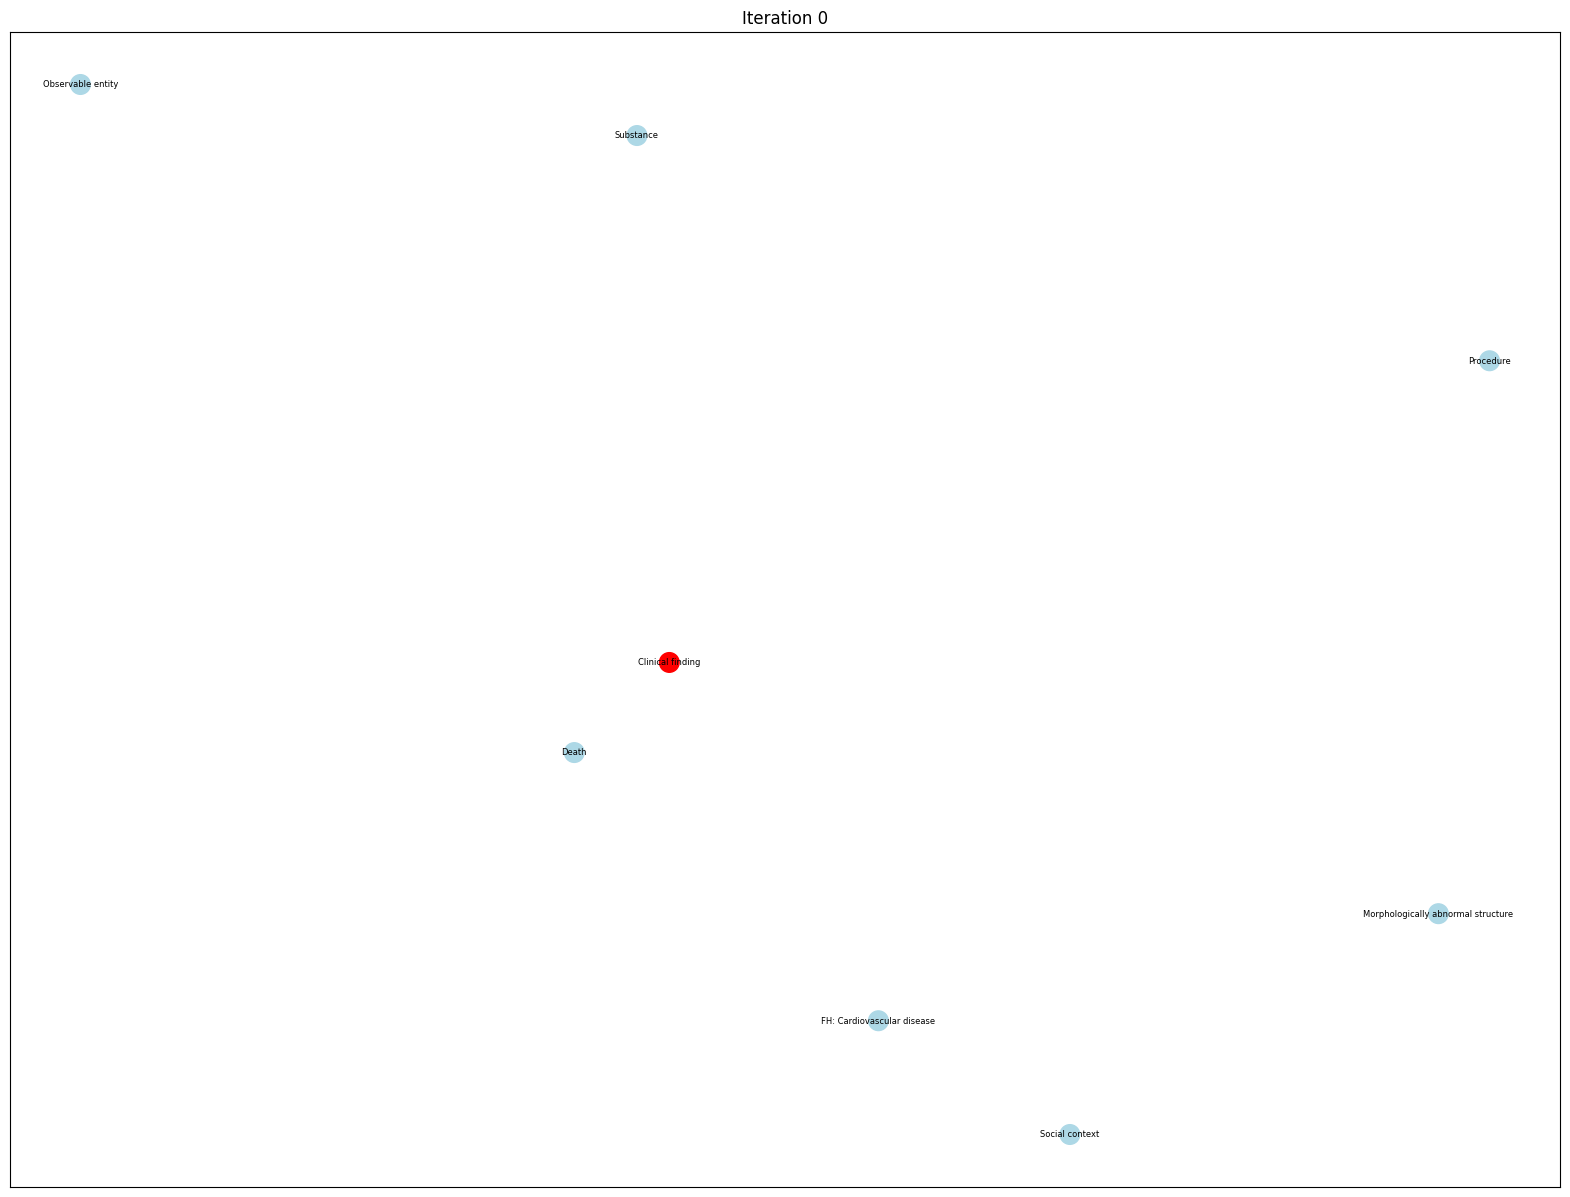 Iteration 0
Observable entity
Substance
Procedure
Clinical finding
Death
Morphologically abnormal structure
FH: Cardiovascular disease
Social context